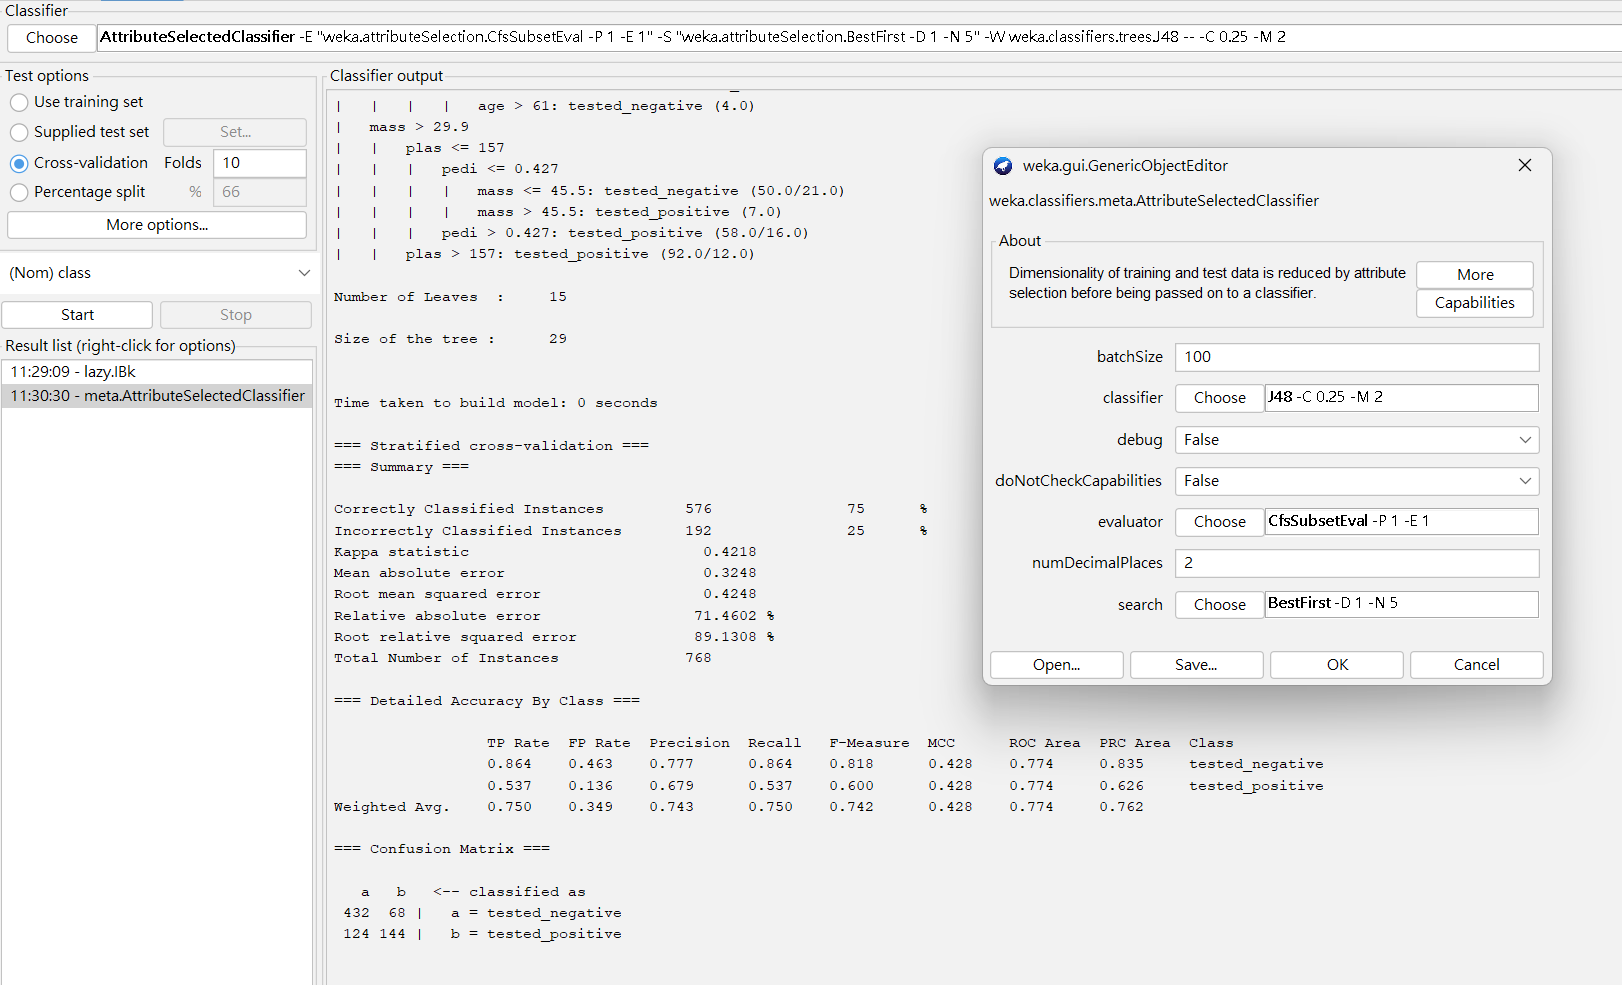 Classifier
Choose AttributeSelectedClassifier -E "weka.attributeSelection.CfsSubsetEval -P 1 -E 1" -S "weka.attributeSelection.BestFirst -D 1 -N 5" -W weka.classifiers.trees.J48 -- -C 0.25 -M 2
Test options
Use training set
Supplied test set Set...
Cross-validation Folds 10
Percentage split % 66
More options...
(Nom) class
Start Stop
Result list (right-click for options)
11:29:09 - lazy.IBk
11:30:30 - meta.AttributeSelectedClassifier
Classifier output
| | | | age > 61: tested_negative (4.0)
| mass > 29.9
| | plas <= 157
| | | pedi <= 0.427
| | | | mass <= 45.5: tested_negative (50.0/21.0)
| | | | mass > 45.5: tested_positive (7.0)
| | | pedi > 0.427: tested_positive (58.0/16.0)
| | plas > 157: tested_positive (92.0/12.0)
Number of Leaves : 15
Size of the tree : 29
Time taken to build model: 0 seconds
=== Stratified cross-validation ===
=== Summary ===
Correctly Classified Instances 576 75 %
Incorrectly Classified Instances 192 25 %
Kappa statistic 0.4218
Mean absolute error 0.3248
Root mean squared error 0.4248
Relative absolute error 71.4602 %
Root relative squared error 89.1308 %
Total Number of Instances 768
=== Detailed Accuracy By Class ===
TP Rate FP Rate Precision Recall F-Measure MCC ROC Area PRC Area Class
0.864 0.463 0.777 0.864 0.818 0.428 0.774 0.835 tested_negative
0.537 0.136 0.679 0.537 0.600 0.428 0.774 0.626 tested_positive
Weighted Avg. 0.750 0.349 0.743 0.750 0.742 0.428 0.774 0.762
=== Confusion Matrix ===
a b <-- classified as
432 68 | a = tested_negative
124 144 | b = tested_positive
weka.gui.GenericObjectEditor
weka.classifiers.meta.AttributeSelectedClassifier
About
Dimensionality of training and test data is reduced by attribute
selection before being passed on to a classifier.
More
Capabilities
batchSize 100
classifier Choose J48 -C 0.25 -M 2
debug False
doNotCheckCapabilities False
evaluator Choose CfsSubsetEval -P 1 -E 1
numDecimalPlaces 2
search Choose BestFirst -D 1 -N 5
Open... Save... OK Cancel